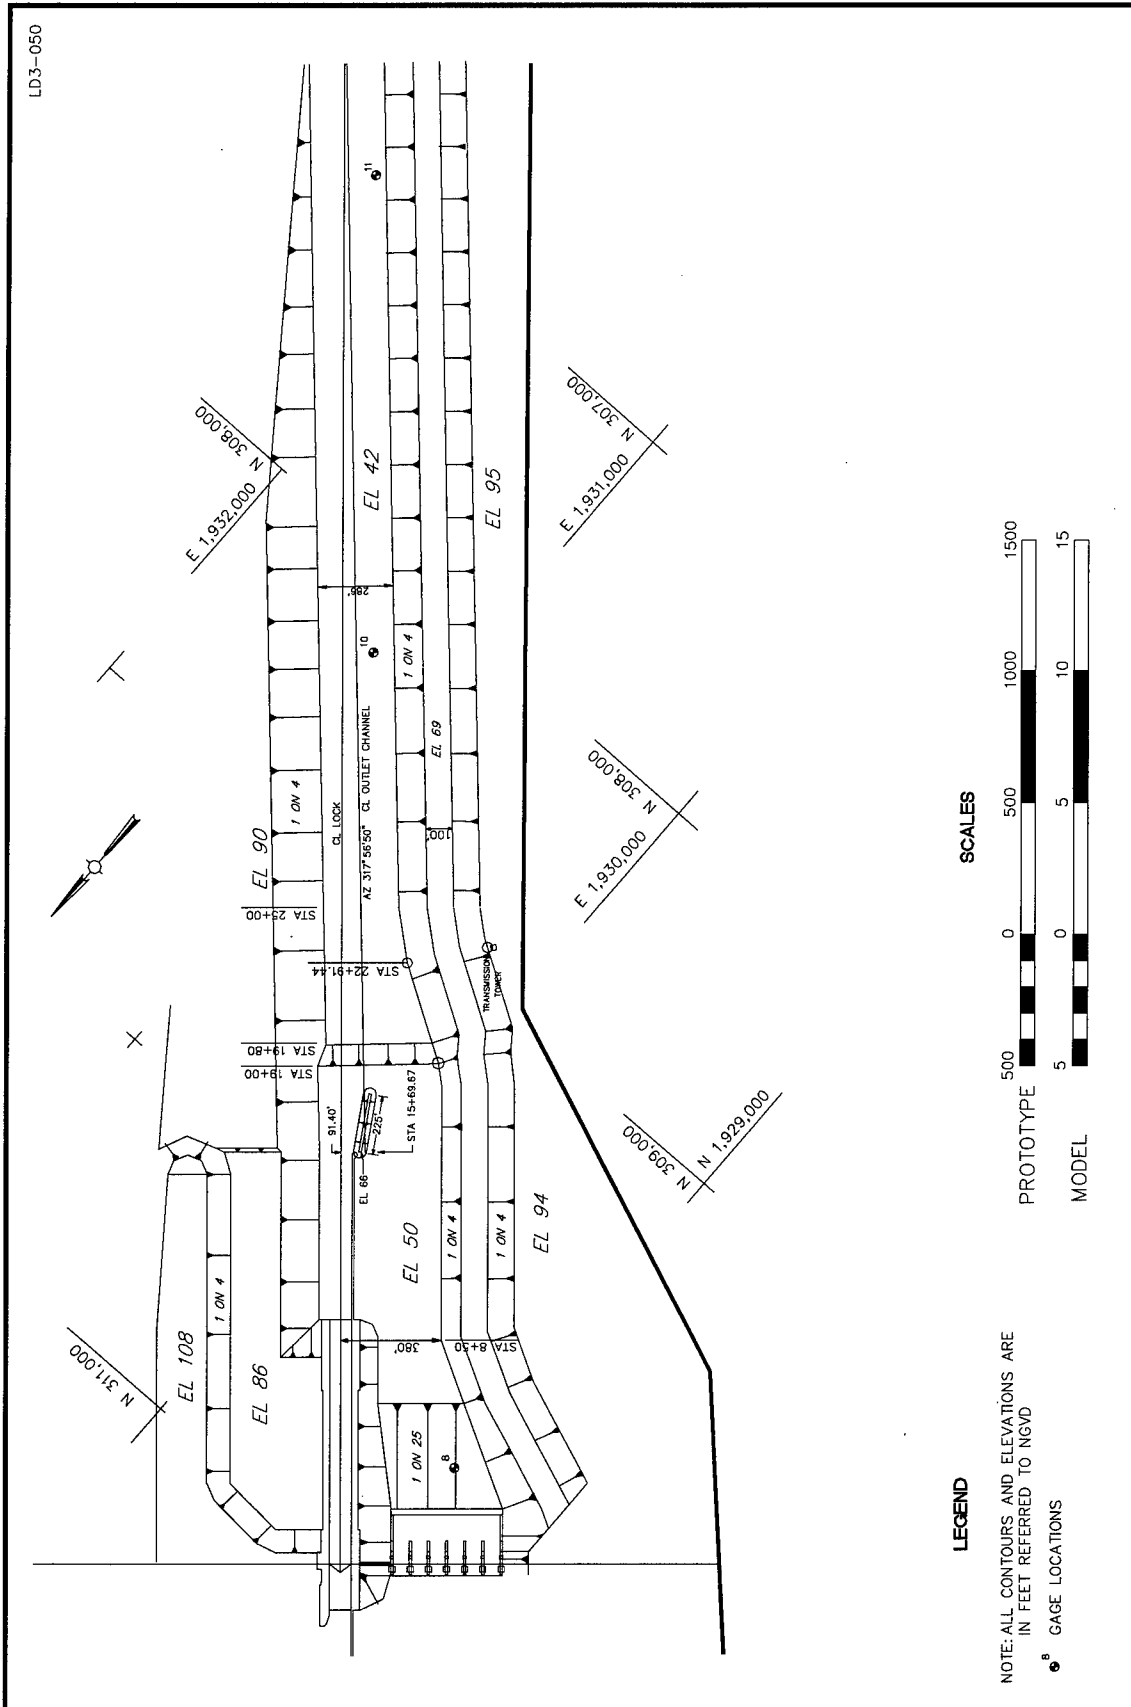 LD3-050
N 308,000
E 1,932,000
11
EL 42
EL 95
N 307,000
E 1,931,000
286'
10
1 ON 4
EL 69
1 ON 4
EL 90
CL LOCK
AZ 317° 56'50" CL OUTLET CHANNEL
100'
N 308,000
E 1,930,000
STA 25+00
STA 22+91.44
TRANSMISSION
TOWER
STA 19+80
STA 19+00
91.40'
225'
STA 15+69.67
EL 66
EL 50
1 ON 4
1 ON 4
EL 94
N 309,000
N 1,929,000
N 311,000
EL 108
1 ON 4
EL 86
380'
STA 8+50
1 ON 25
8
SCALES
PROTOTYPE 500 0 500 1000 1500
MODEL 5 0 5 10 15
LEGEND
NOTE: ALL CONTOURS AND ELEVATIONS ARE
IN FEET REFERRED TO NGVD
8 GAGE LOCATIONS